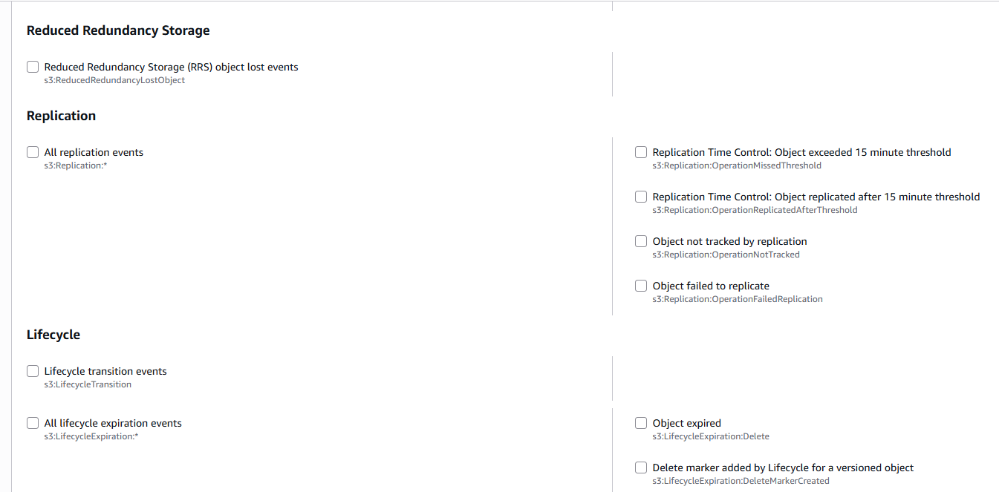 Reduced Redundancy Storage
Reduced Redundancy Storage (RRS) object lost events
s3:ReducedRedundancyLostObject
Replication
All replication events
s3:Replication:*
Replication Time Control: Object exceeded 15 minute threshold
s3:Replication:OperationMissedThreshold
Replication Time Control: Object replicated after 15 minute threshold
s3:Replication:OperationReplicatedAfterThreshold
Object not tracked by replication
s3:Replication:OperationNotTracked
Object failed to replicate
s3:Replication:OperationFailedReplication
Lifecycle
Lifecycle transition events
s3:LifecycleTransition
All lifecycle expiration events
s3:LifecycleExpiration:*
Object expired
s3:LifecycleExpiration:Delete
Delete marker added by Lifecycle for a versioned object
s3:LifecycleExpiration:DeleteMarkerCreated